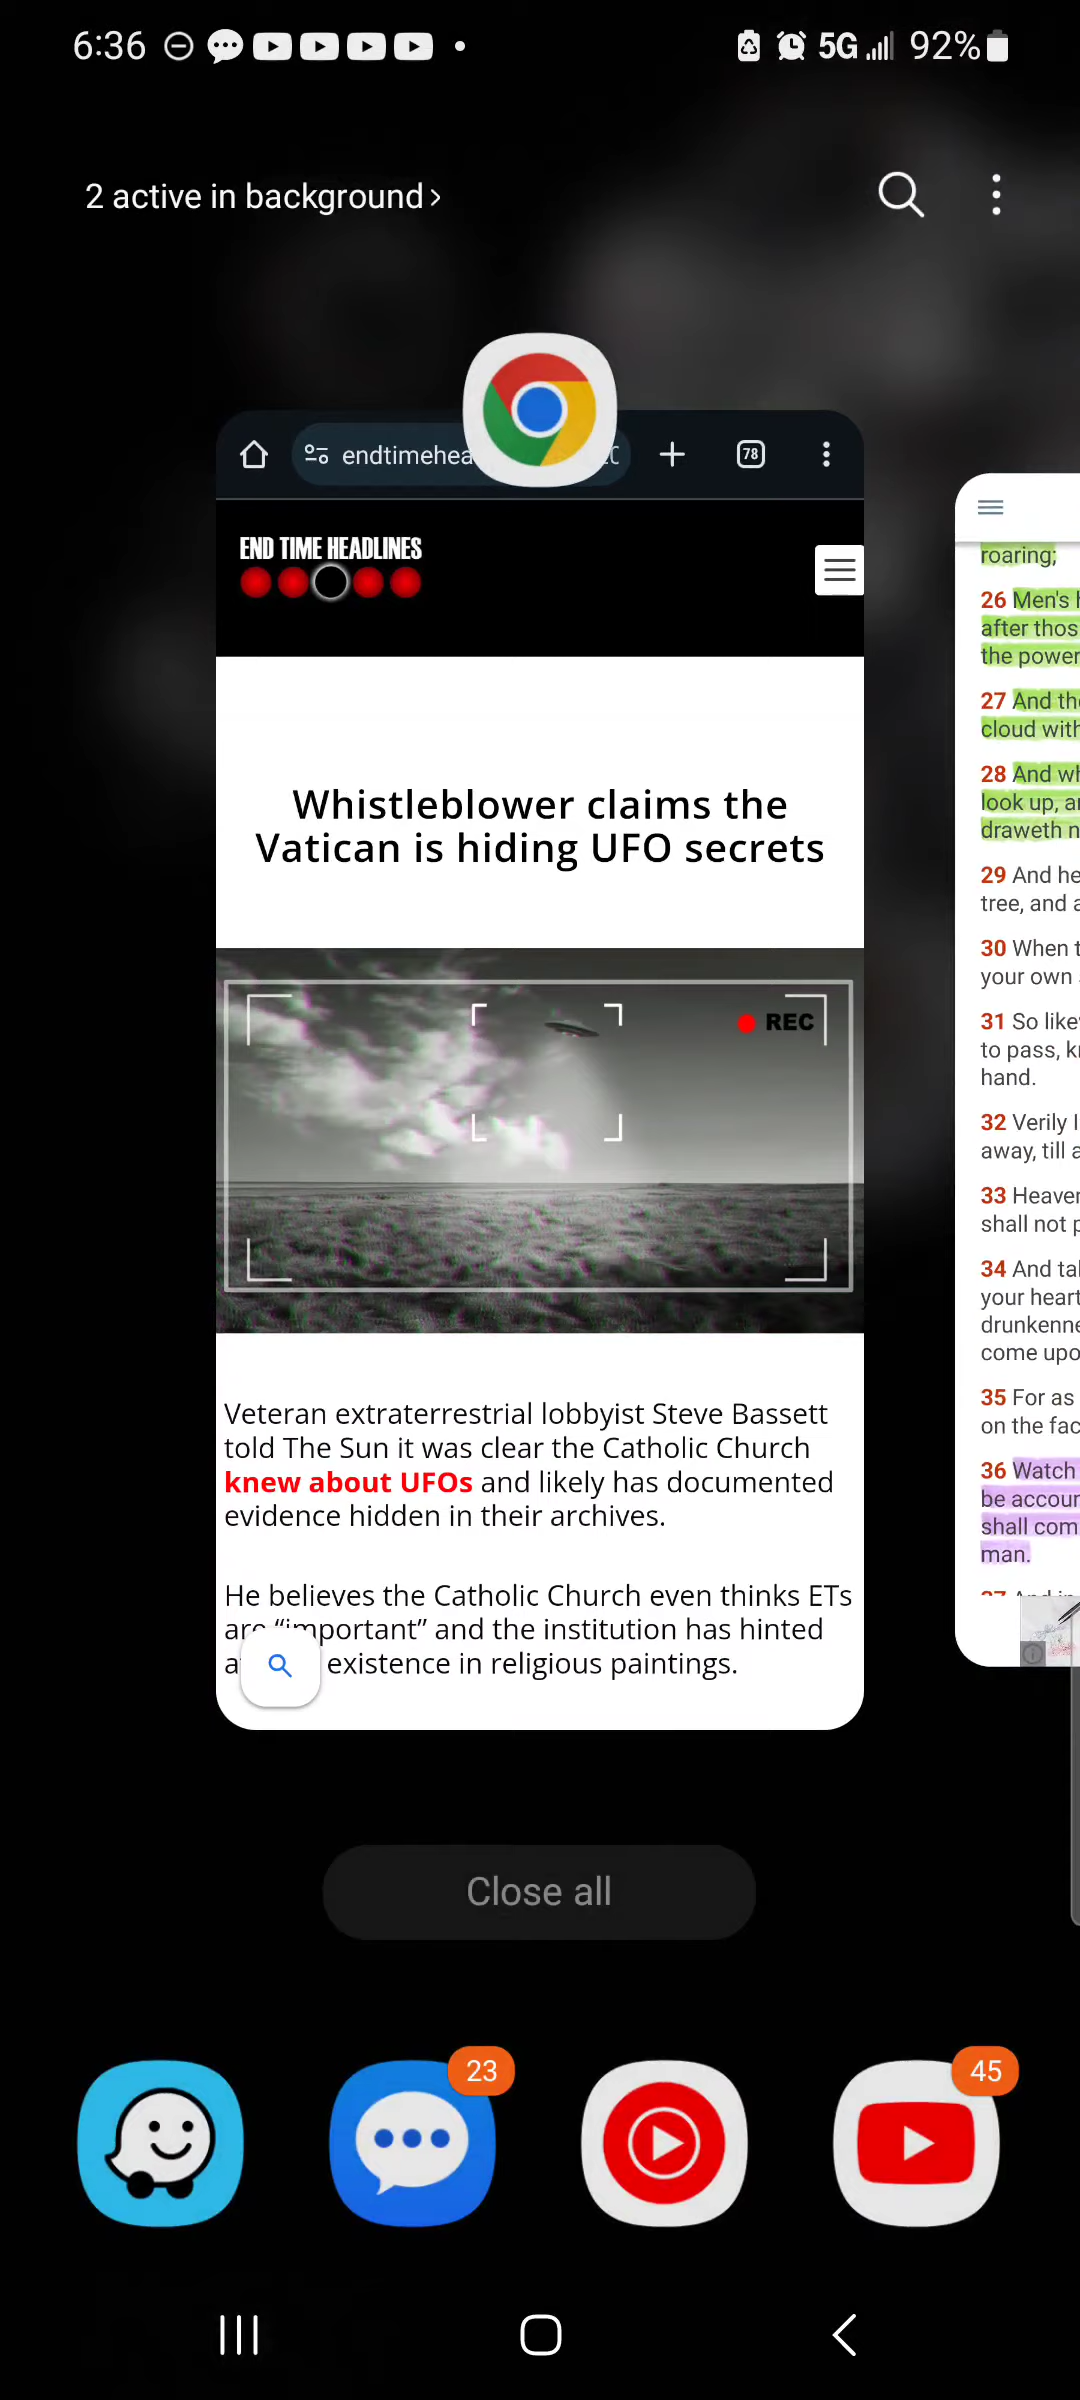 6:36
5G
92%
2 active in background
endtimehea
78
END TIME HEADLINES
Whistleblower claims the
Vatican is hiding UFO secrets
REC
Veteran extraterrestrial lobbyist Steve Bassett
told The Sun it was clear the Catholic Church
knew about UFOs and likely has documented
evidence hidden in their archives.
He believes the Catholic Church even thinks ETs
are “important” and the institution has hinted
existence in religious paintings.
roaring;
26 Men's
after thos
the power
27 And the
cloud with
28 And wh
look up, an
draweth n
29 And he
tree, and a
30 When t
your own
31 So like
to pass, k
hand.
32 Verily I
away, till a
33 Heaven
shall not p
34 And ta
your heart
drunkenne
come upo
35 For as
on the fac
36 Watch
be accoun
shall com
man.
Close all
23
45